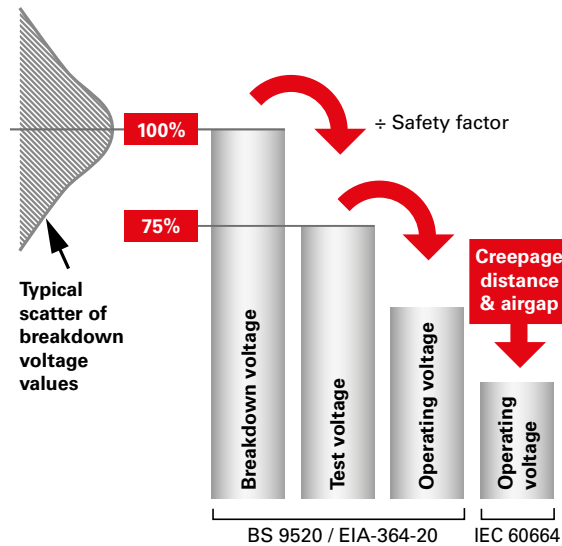 100%
÷ Safety factor
75%
Typical
scatter of
breakdown
voltage
values
Creepage
distance
& airgap
Breakdown voltage
Test voltage
Operating voltage
Operating
voltage
BS 9520 / EIA-364-20
IEC 60664